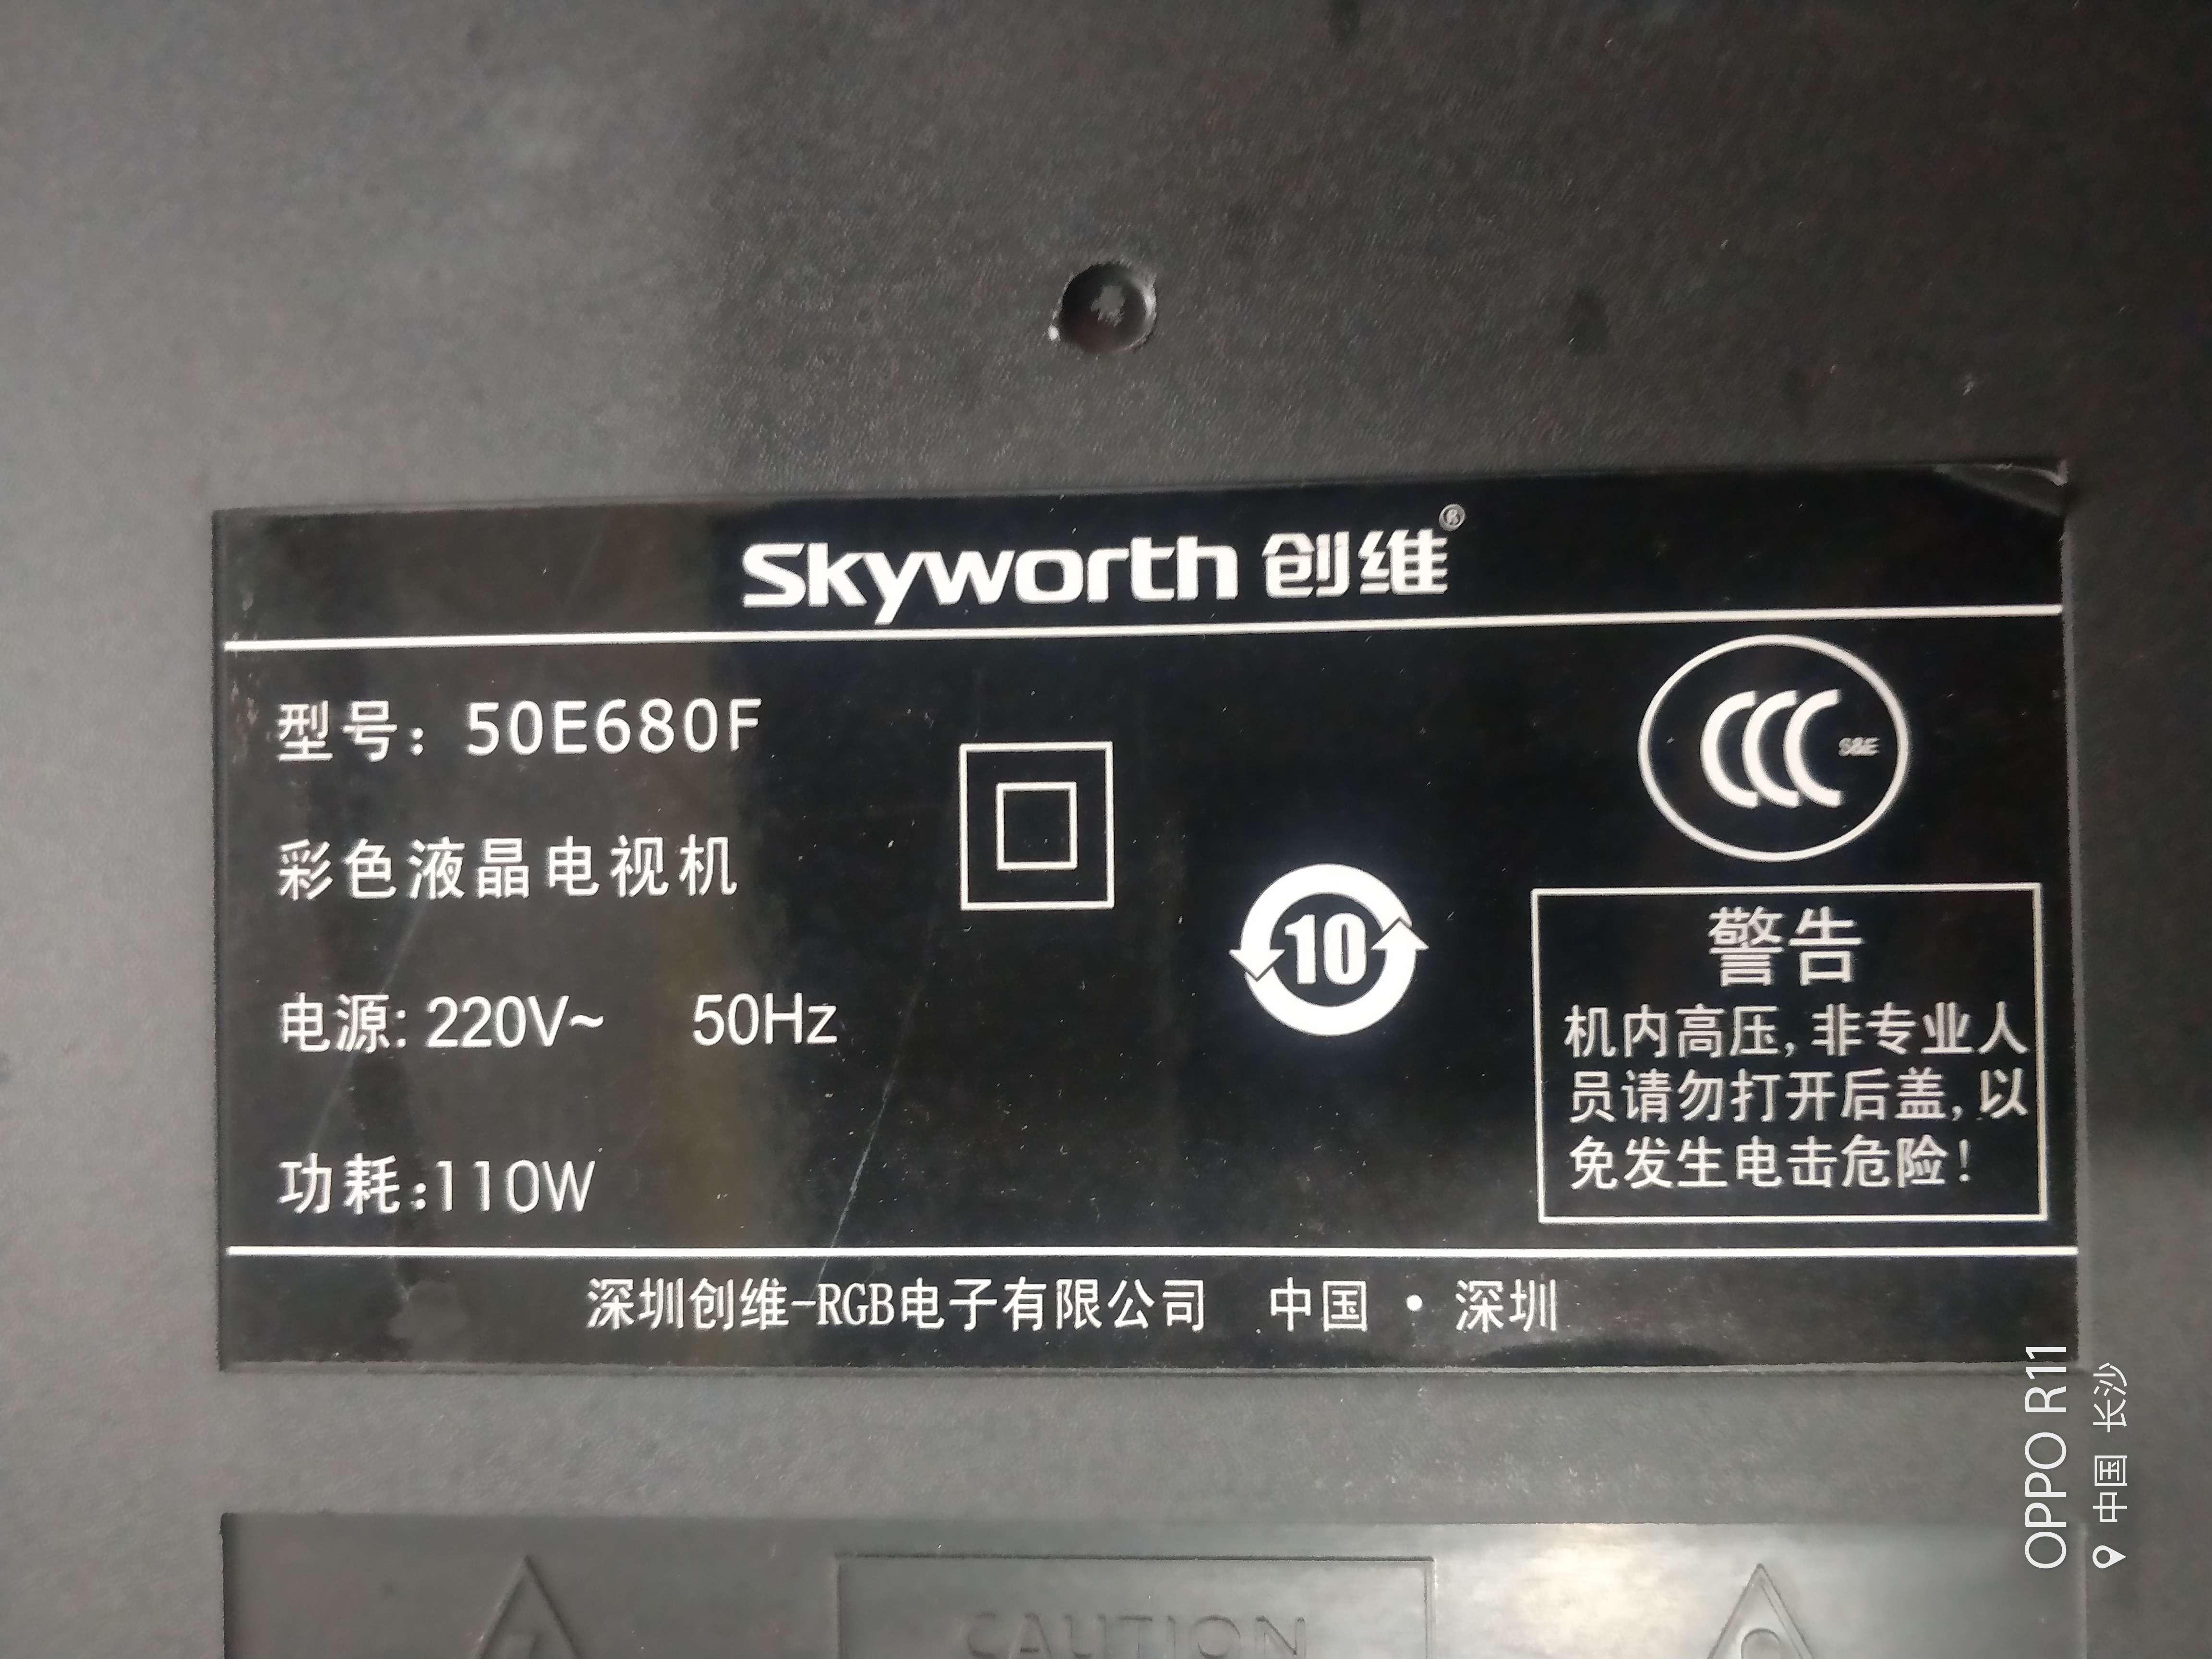 Skyworth 创维®
型号: 50E680F
彩色液晶电视机
电源: 220V~ 50Hz
功耗:110W
10
CCC S&E
警告
机内高压,非专业人
员请勿打开后盖,以
免发生电击危险!
深圳创维-RGB电子有限公司 中国·深圳
CAUTION
OPPO R11
中国 长沙